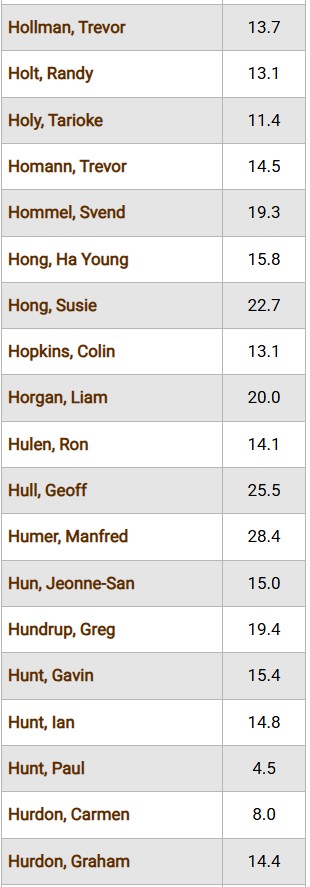 Hollman, Trevor 13.7
Holt, Randy 13.1
Holy, Tarioke 11.4
Homann, Trevor 14.5
Hommel, Svend 19.3
Hong, Ha Young 15.8
Hong, Susie 22.7
Hopkins, Colin 13.1
Horgan, Liam 20.0
Hulen, Ron 14.1
Hull, Geoff 25.5
Humer, Manfred 28.4
Hun, Jeonne-San 15.0
Hundrup, Greg 19.4
Hunt, Gavin 15.4
Hunt, Ian 14.8
Hunt, Paul 4.5
Hurdon, Carmen 8.0
Hurdon, Graham 14.4